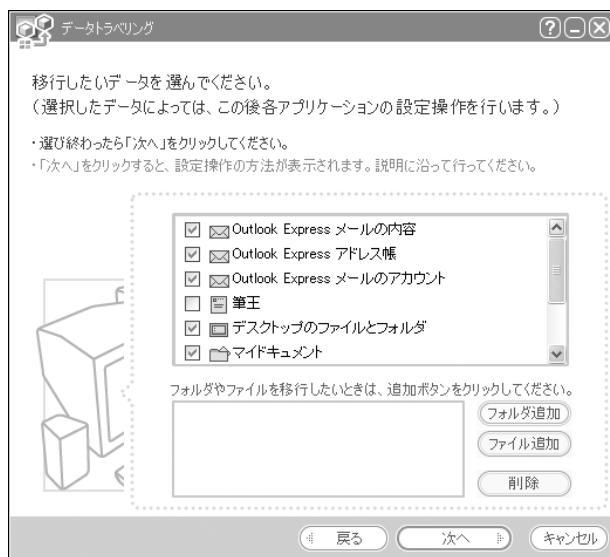 データトラベリング
移行したいデータを選んでください。
（選択したデータによっては、この後各アプリケーションの設定操作を行います。）
・選び終わったら「次へ」をクリックしてください。
・「次へ」をクリックすると、設定操作の方法が表示されます。説明に沿って行ってください。
Outlook Express メールの内容
Outlook Express アドレス帳
Outlook Express メールのアカウント
筆王
デスクトップのファイルとフォルダ
マイドキュメント
フォルダやファイルを移行したいときは、追加ボタンをクリックしてください。
フォルダ追加
ファイル追加
削除
戻る 次へ キャンセル